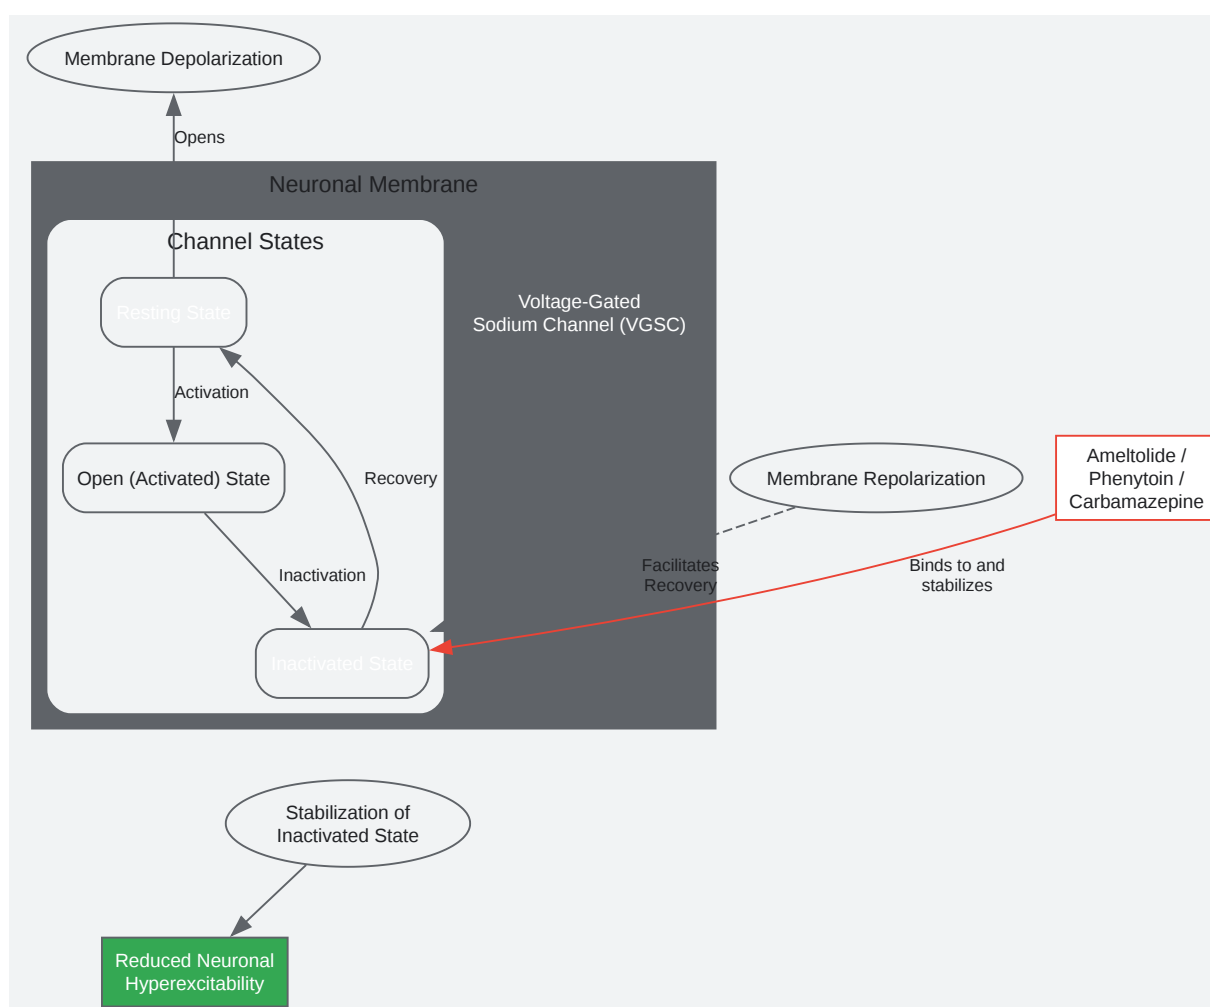 Membrane Depolarization
Opens
Neuronal Membrane
Channel States
Resting State
Voltage-Gated
Sodium Channel (VGSC)
Activation
Open (Activated) State
Recovery
Membrane Repolarization
Ameltolide /
Phenytoin /
Carbamazepine
Inactivation
Facilitates
Recovery
Binds to and
stabilizes
Inactivated State
Stabilization of
Inactivated State
Reduced Neuronal
Hyperexcitability